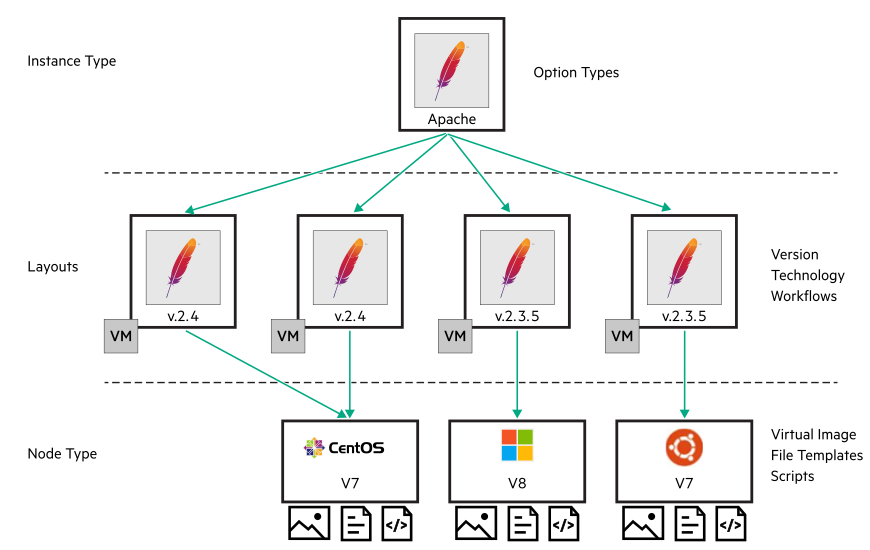 Instance Type
Option Types
Apache
Layouts
Version
Technology
Workflows
v.2.4
v.2.4
v.2.3.5
v.2.3.5
VM
VM
VM
VM
Node Type
CentOS
Virtual Image
File Templates
Scripts
V7
V8
V7